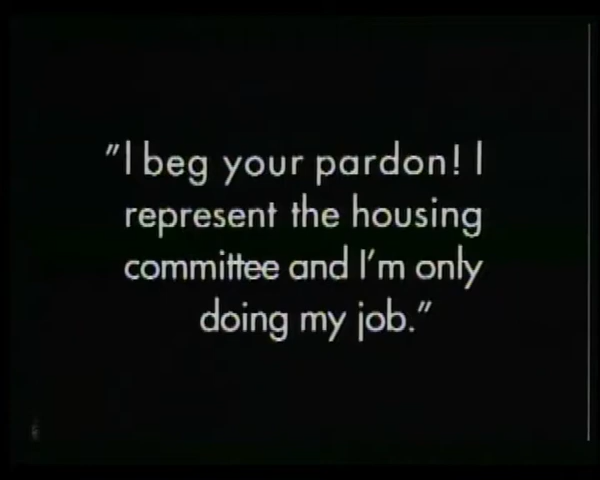 "I beg your pardon! I
represent the housing
committee and I'm only
doing my job."